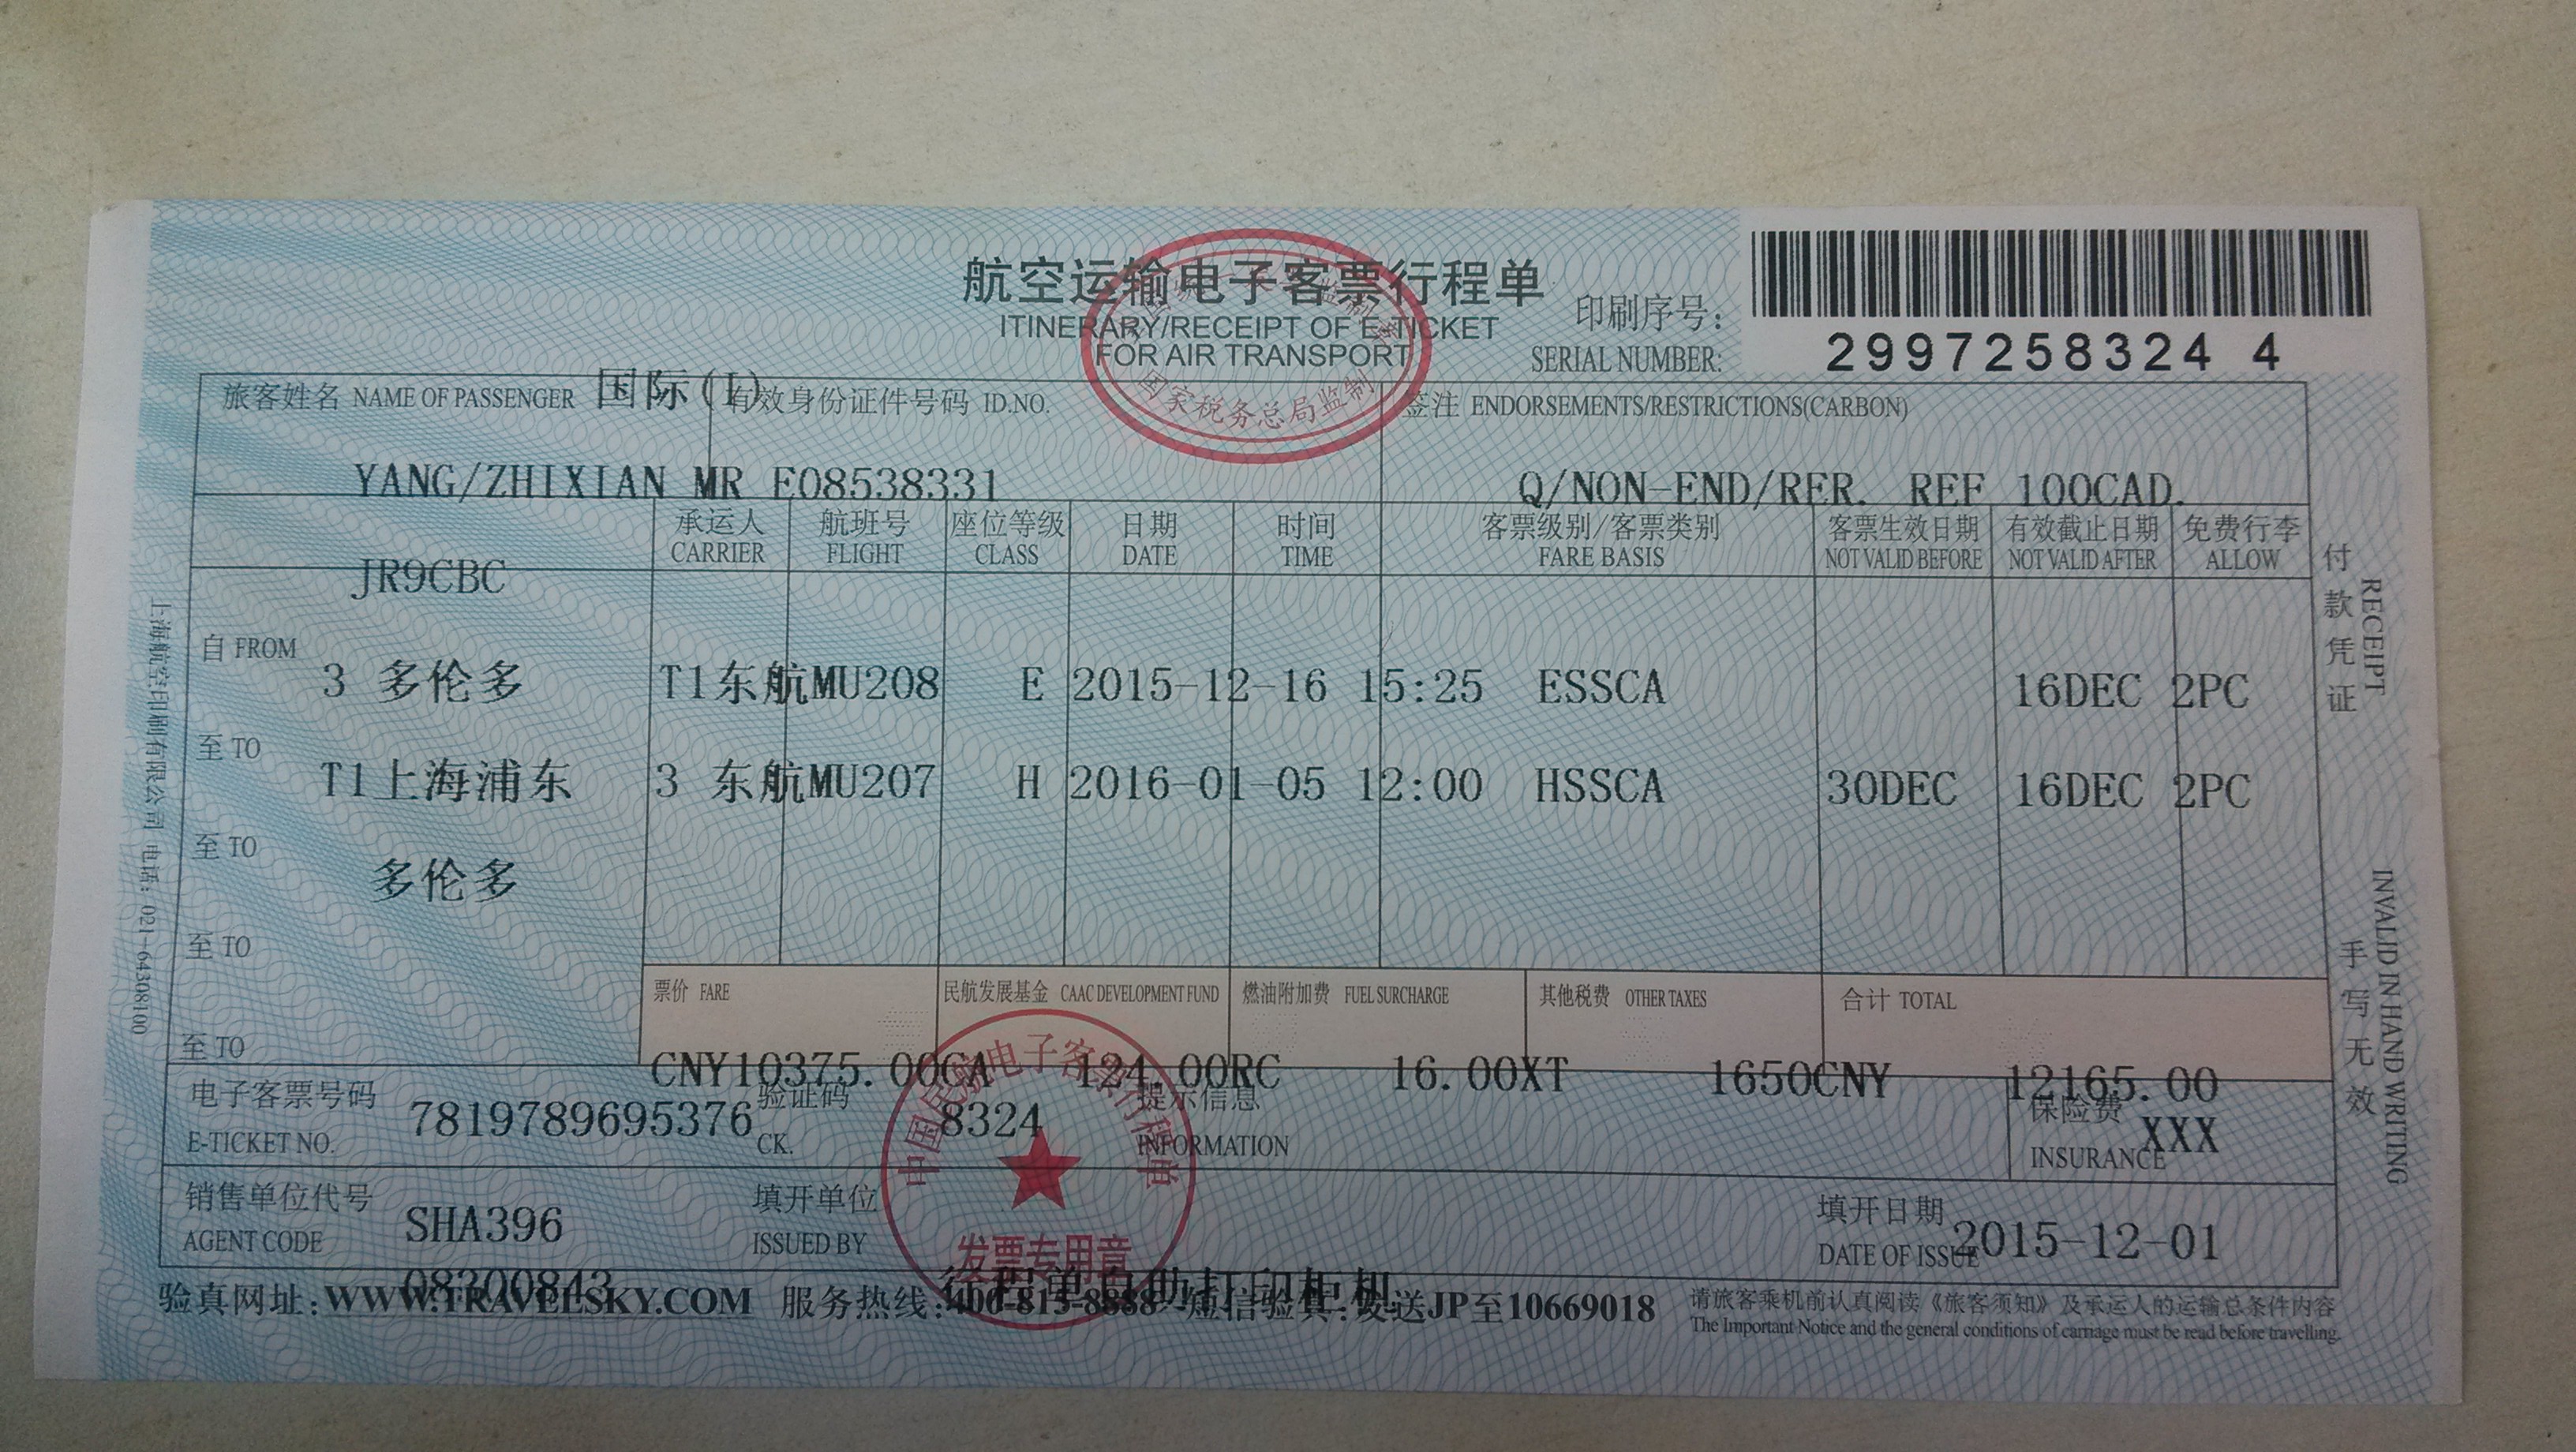 航空运输电子客票行程单
ITINERARY/RECEIPT OF E-TICKET
FOR AIR TRANSPORT
国家税务总局监制
印刷序号:
SERIAL NUMBER:
2997258324 4
旅客姓名 NAME OF PASSENGER 国际(I) 有效身份证件号码 ID.NO. 签注 ENDORSEMENTS/RESTRICTIONS(CARBON)
YANG/ZHIXIAN MR E08538331 Q/NON-END/RER. REF 100CAD.
承运人 航班号 座位等级 日期 时间 客票级别/客票类别 客票生效日期 有效截止日期 免费行李
CARRIER FLIGHT CLASS DATE TIME FARE BASIS NOT VALID BEFORE NOT VALID AFTER ALLOW
JR9CBC
自 FROM 3 多伦多 T1东航MU208 E 2015-12-16 15:25 ESSCA 16DEC 2PC
至 TO T1上海浦东 3 东航MU207 H 2016-01-05 12:00 HSSCA 30DEC 16DEC 2PC
至 TO 多伦多
至 TO
至 TO
票价 FARE 民航发展基金 CAAC DEVELOPMENT FUND 燃油附加费 FUEL SURCHARGE 其他税费 OTHER TAXES 合计 TOTAL
CNY10375.00CA 124.00RC 16.00XT 1650CNY 12165.00
电子客票号码 7819789695376 验证码 8324 提示信息 保险费 XXX
E-TICKET NO. CK. INFORMATION INSURANCE
销售单位代号 SHA396 填开单位 填开日期 2015-12-01
AGENT CODE ISSUED BY DATE OF ISSUE
08300843 行程单自助打印柜机
验真网址:WWW.TRAVELSKY.COM 服务热线:400-815-8888 短信验真:发送JP至10669018
请旅客乘机前认真阅读《旅客须知》及承运人的运输总条件内容
The Important Notice and the general conditions of carriage must be read before travelling.
中国民航电子客票行程单
发票专用章
付款凭证
RECEIPT
手写无效
INVALID IN HAND WRITING
上海航空印刷有限公司 电话: 021-64308100